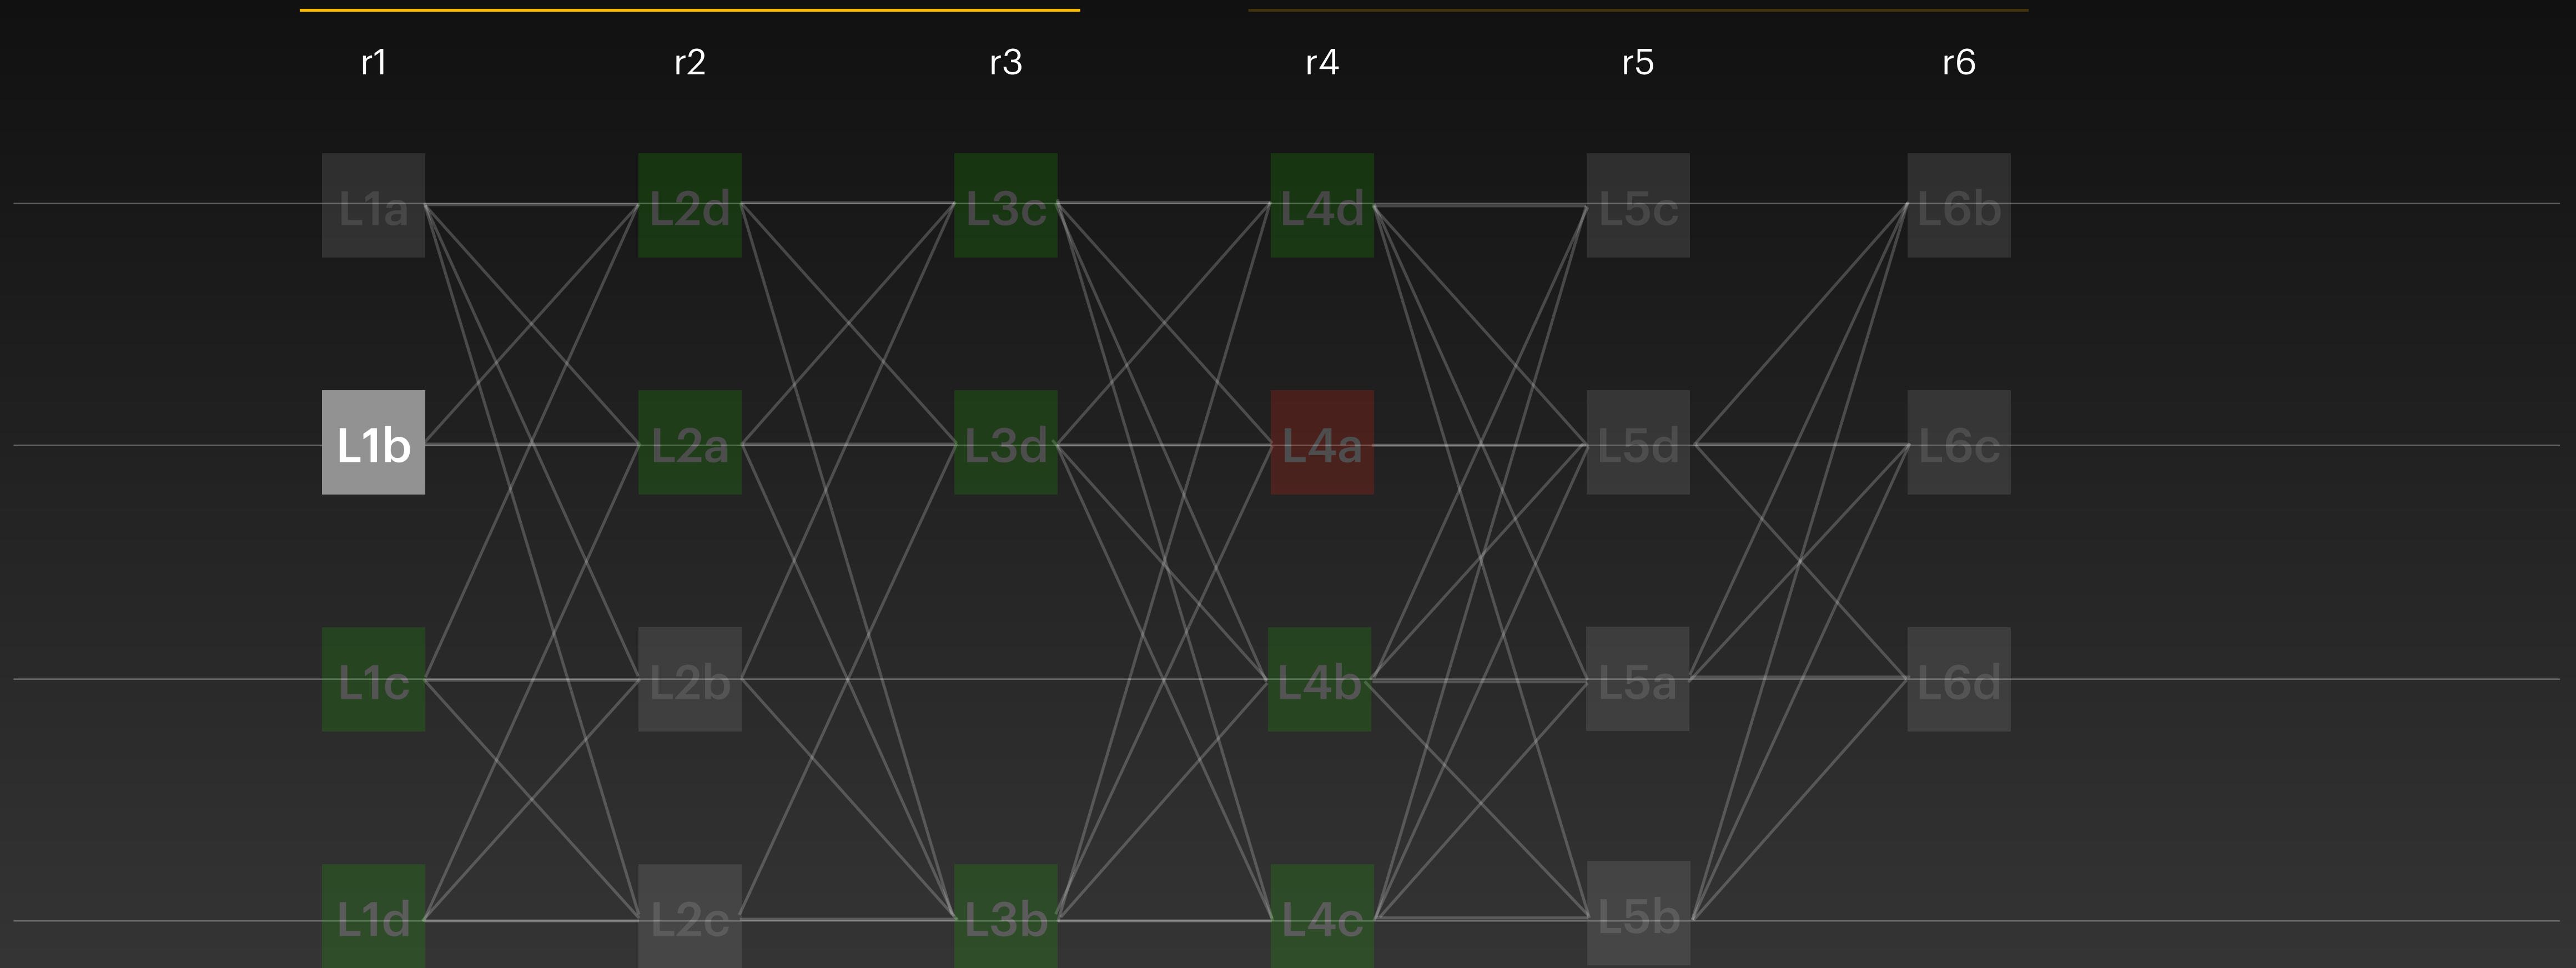 r1 r2 r3 r4 r5 r6
L1a L2d L3c L4d L5c L6b
L1b L2a L3d L4a L5d L6c
L1c L2b L4b L5a L6d
L1d L2c L3b L4c L5b